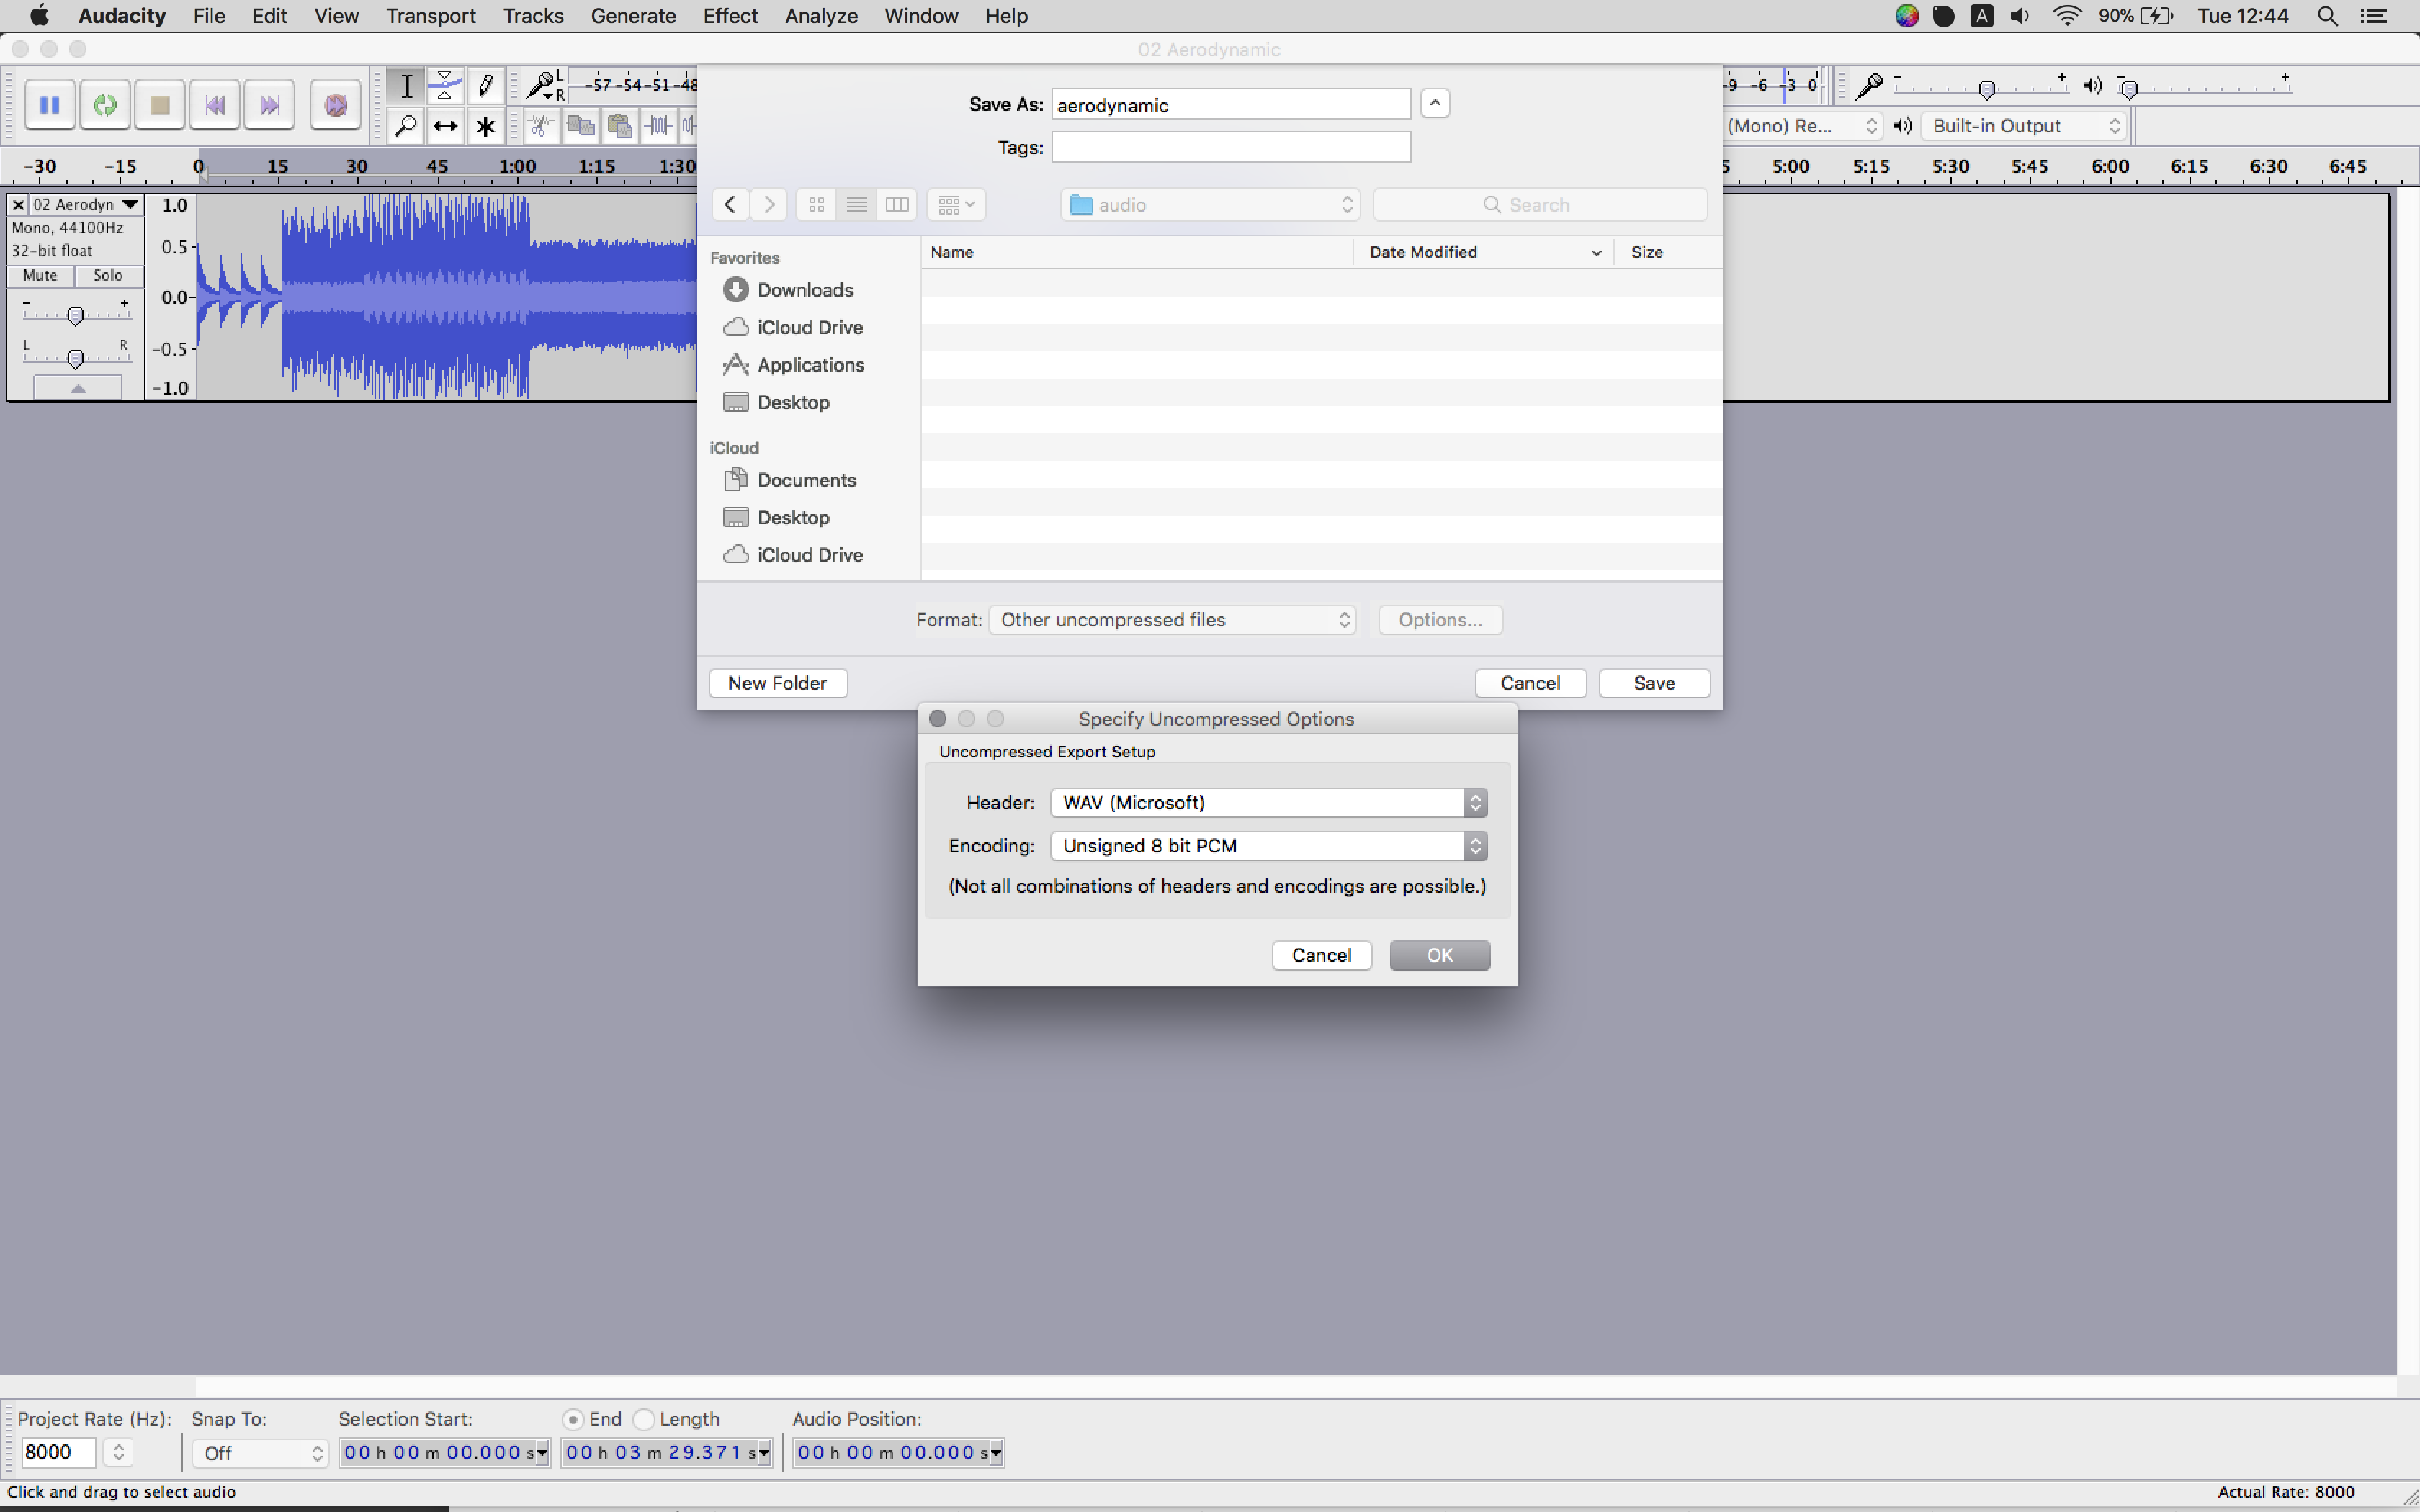 Audacity File Edit View Transport Tracks Generate Effect Analyze Window Help A 90% Tue 12:44
02 Aerodynamic
L
R
-57 -54 -51 -48
Save As: aerodynamic
Tags:
-9 -6 -3 0
- + - +
(Mono) Re... Built-in Output
-30 -15 0 15 30 45 1:00 1:15 1:30 5 5:00 5:15 5:30 5:45 6:00 6:15 6:30 6:45
audio Search
02 Aerodyn
Mono, 44100Hz
32-bit float
Mute Solo
- +
L R
1.0
0.5
0.0
-0.5
-1.0
Favorites
Downloads
iCloud Drive
Applications
Desktop
iCloud
Documents
Desktop
iCloud Drive
Name Date Modified Size
Format: Other uncompressed files Options...
New Folder Cancel Save
Specify Uncompressed Options
Uncompressed Export Setup
Header: WAV (Microsoft)
Encoding: Unsigned 8 bit PCM
(Not all combinations of headers and encodings are possible.)
Cancel OK
Project Rate (Hz): Snap To: Selection Start: End Length Audio Position:
8000 Off 00 h 00 m 00.000 s 00 h 03 m 29.371 s 00 h 00 m 00.000 s
Click and drag to select audio Actual Rate: 8000